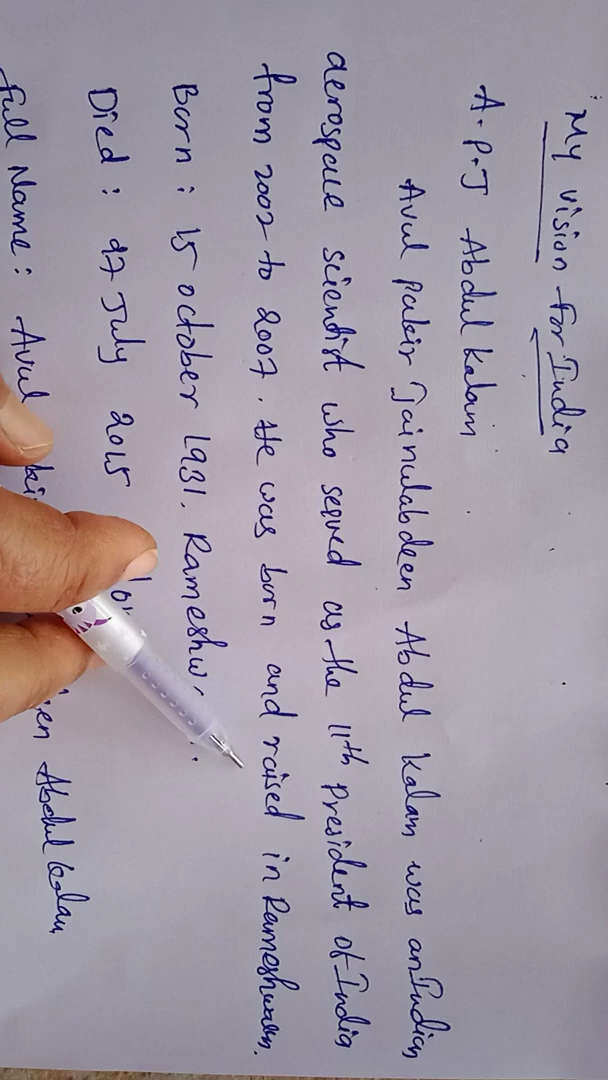 My vision for India
A.P.J Abdul Kalam
Avul pakir Jainulabdeen Abdul Kalam was an Indian
aerospace scientist who served as the 11th President of India
from 2002 to 2007. He was born and raised in Rameshwaram.
Born : 15 october 1931, Rameshw
Died : 27 July 2015
Full Name : Avul Abdul Kalam